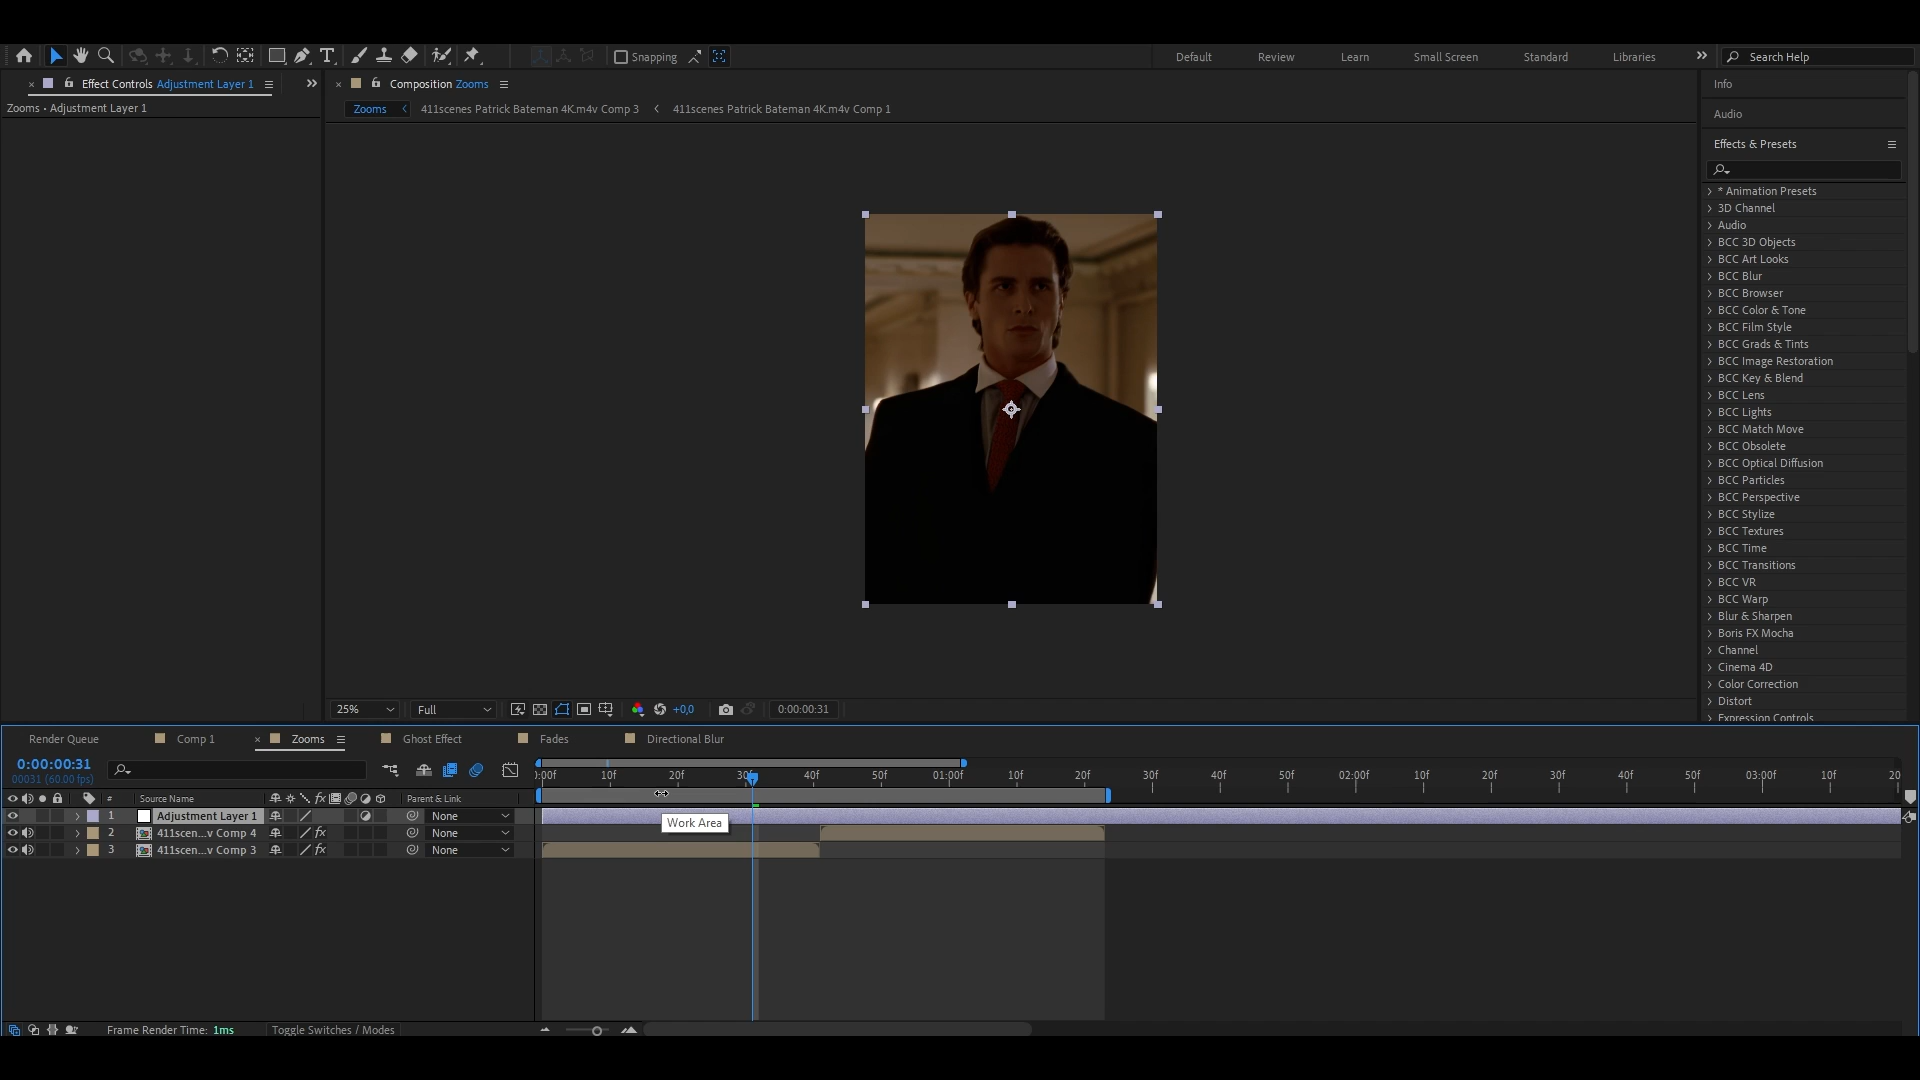 Snapping
Default
Review
Learn
Small Screen
Standard
Libraries
Search Help
Effect Controls Adjustment Layer 1
Composition Zooms
Info
Zooms • Adjustment Layer 1
Zooms
411scenes Patrick Bateman 4K.m4v Comp 3
411scenes Patrick Bateman 4K.m4v Comp 1
Audio
Effects & Presets
* Animation Presets
3D Channel
Audio
BCC 3D Objects
BCC Art Looks
BCC Blur
BCC Browser
BCC Color & Tone
BCC Film Style
BCC Grads & Tints
BCC Image Restoration
BCC Key & Blend
BCC Lens
BCC Lights
BCC Match Move
BCC Obsolete
BCC Optical Diffusion
BCC Particles
BCC Perspective
BCC Stylize
BCC Textures
BCC Time
BCC Transitions
BCC VR
BCC Warp
Blur & Sharpen
Boris FX Mocha
Channel
Cinema 4D
Color Correction
Distort
Expression Controls
25%
Full
+0,0
0:00:00:31
Render Queue
Comp 1
Zooms
Ghost Effect
Fades
Directional Blur
0:00:00:31
00031 (60.00 fps)
):00f 10f 20f 30f 40f 50f 01:00f 10f 20f 30f 40f 50f 02:00f 10f 20f 30f 40f 50f 03:00f 10f 20
# Source Name
fx
Parent & Link
1 Adjustment Layer 1 None
2 411scen...v Comp 4 fx None
3 411scen...v Comp 3 fx None
Work Area
Frame Render Time: 1ms
Toggle Switches / Modes